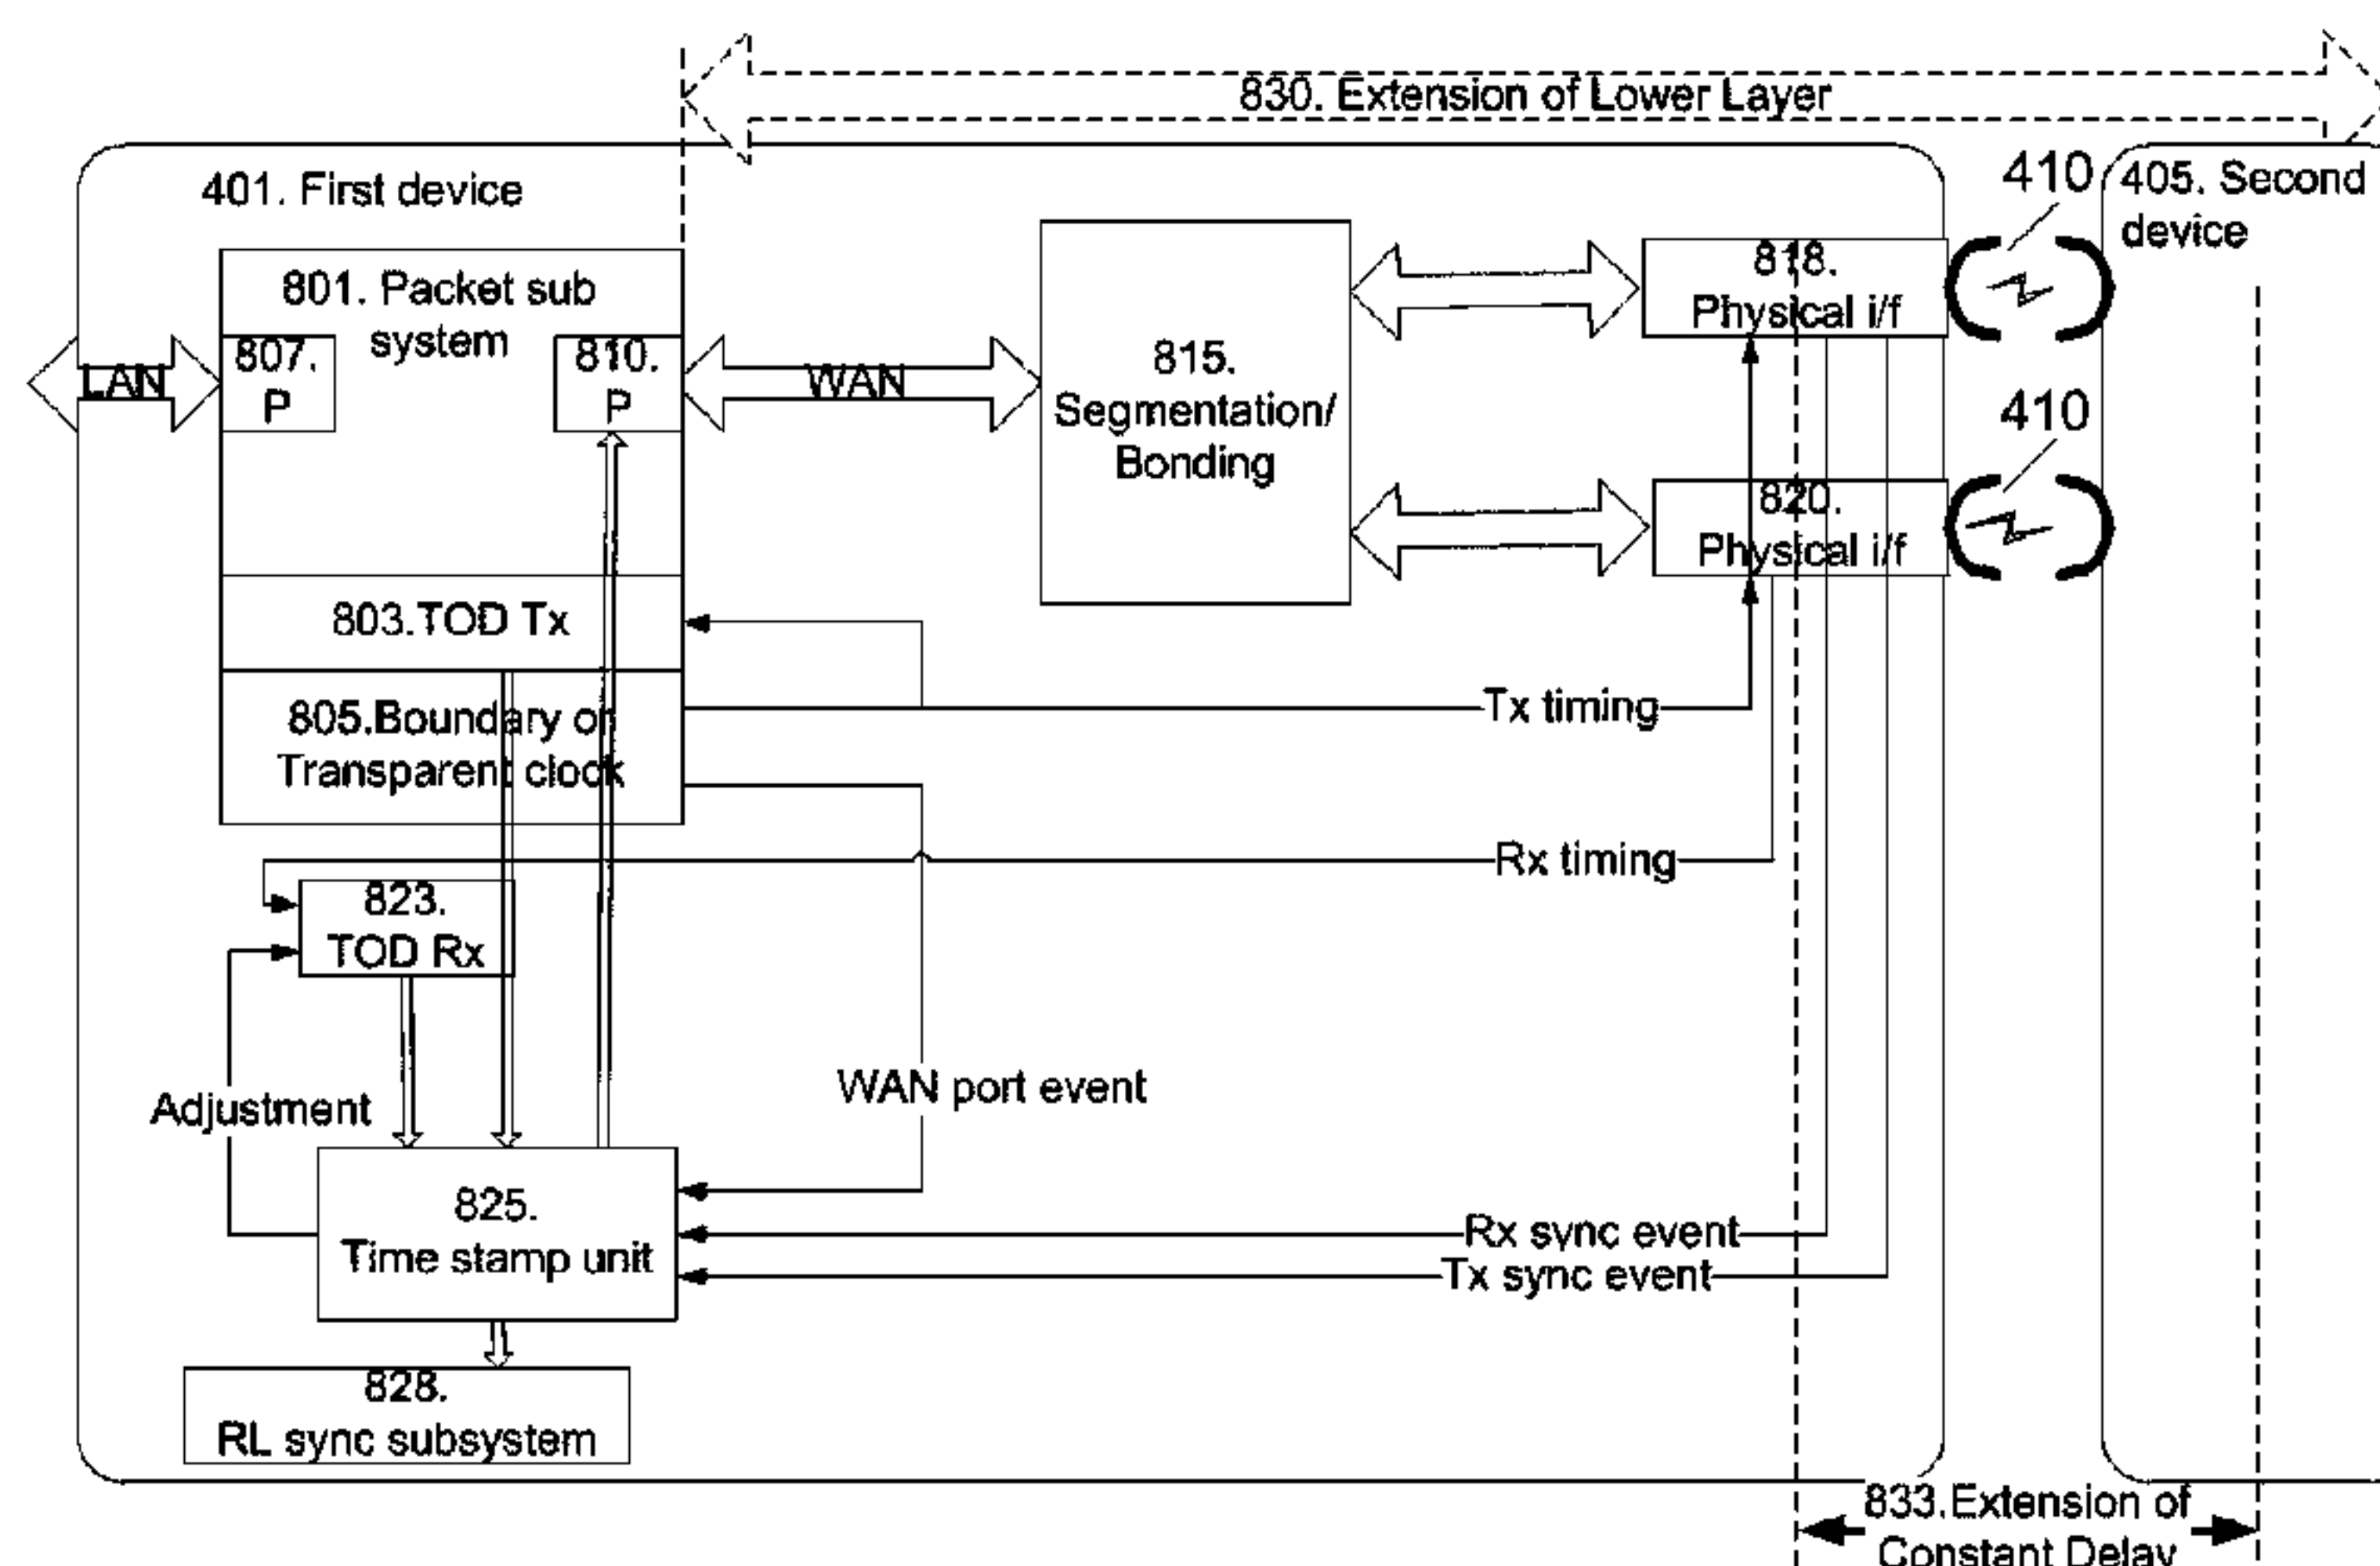 830. Extension of Lower Layer
401. First device
410
405. Second
device
801. Packet sub
system
818.
Physical i/f
LAN
807.
P
810.
P
WAN
815.
Segmentation/
Bonding
410
820.
Physical i/f
803.TOD Tx
805.Boundary or
Transparent clock
Tx timing
Rx timing
823.
TOD Rx
Adjustment
WAN port event
825.
Time stamp unit
Rx sync event
Tx sync event
828.
RL sync subsystem
833.Extension of
Constant Delay